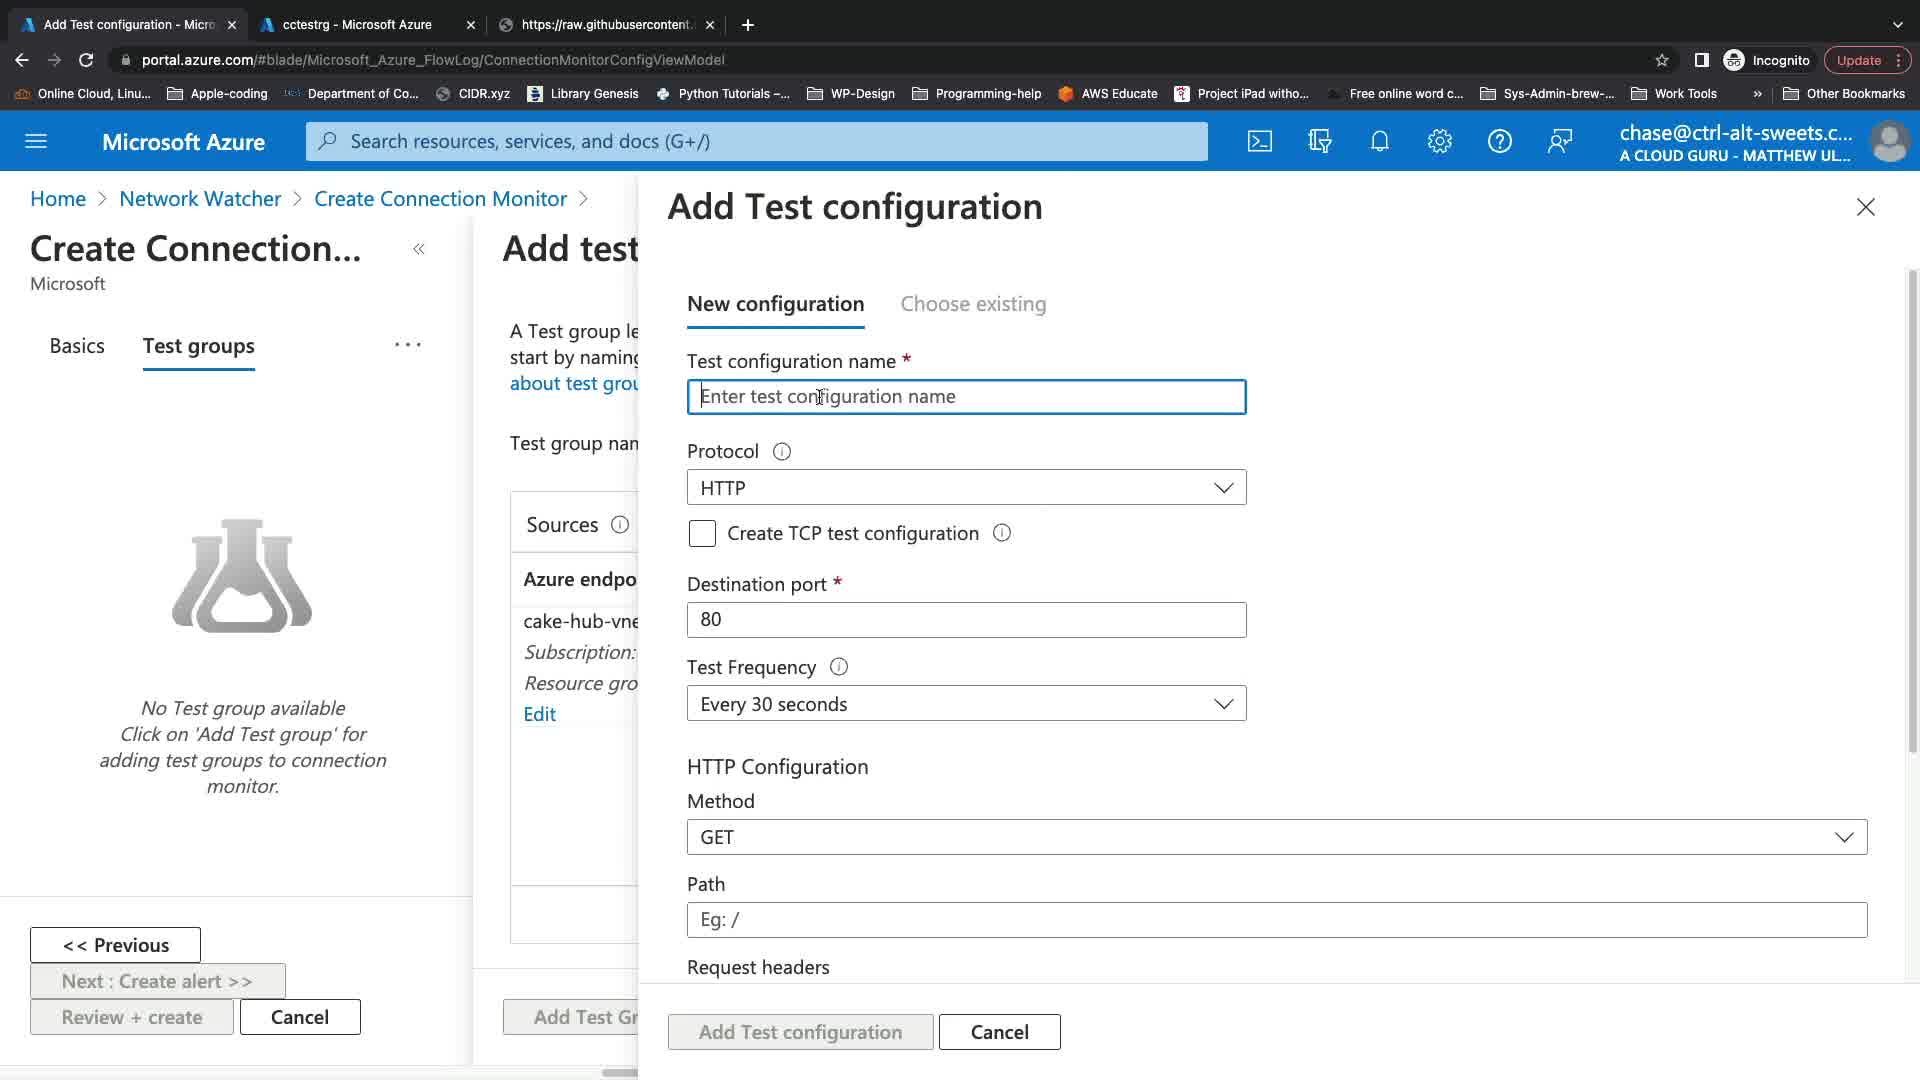 Add Test configuration - Micro
cctestrg - Microsoft Azure
https://raw.githubusercontent.
portal.azure.com/#blade/Microsoft_Azure_FlowLog/ConnectionMonitorConfigViewModel
Incognito
Update
Online Cloud, Linu...
Apple-coding
Department of Co...
CIDR.xyz
Library Genesis
Python Tutorials –...
WP-Design
Programming-help
AWS Educate
Project iPad witho...
Free online word c...
Sys-Admin-brew-...
Work Tools
»
Other Bookmarks
Microsoft Azure
Search resources, services, and docs (G+/)
chase@ctrl-alt-sweets.c...
A CLOUD GURU - MATTHEW UL...
Home > Network Watcher > Create Connection Monitor >
Create Connection...
«
Microsoft
Basics
Test groups
...
No Test group available
Click on 'Add Test group' for
adding test groups to connection
monitor.
<< Previous
Next : Create alert >>
Review + create
Cancel
Add test
A Test group le
start by naming
about test grou
Test group nam
Sources
Azure endpo
cake-hub-vne
Subscription:
Resource gro
Edit
Add Test Gr
Add Test configuration
New configuration
Choose existing
Test configuration name *
Enter test configuration name
Protocol
HTTP
Create TCP test configuration
Destination port *
80
Test Frequency
Every 30 seconds
HTTP Configuration
Method
GET
Path
Eg: /
Request headers
Add Test configuration
Cancel